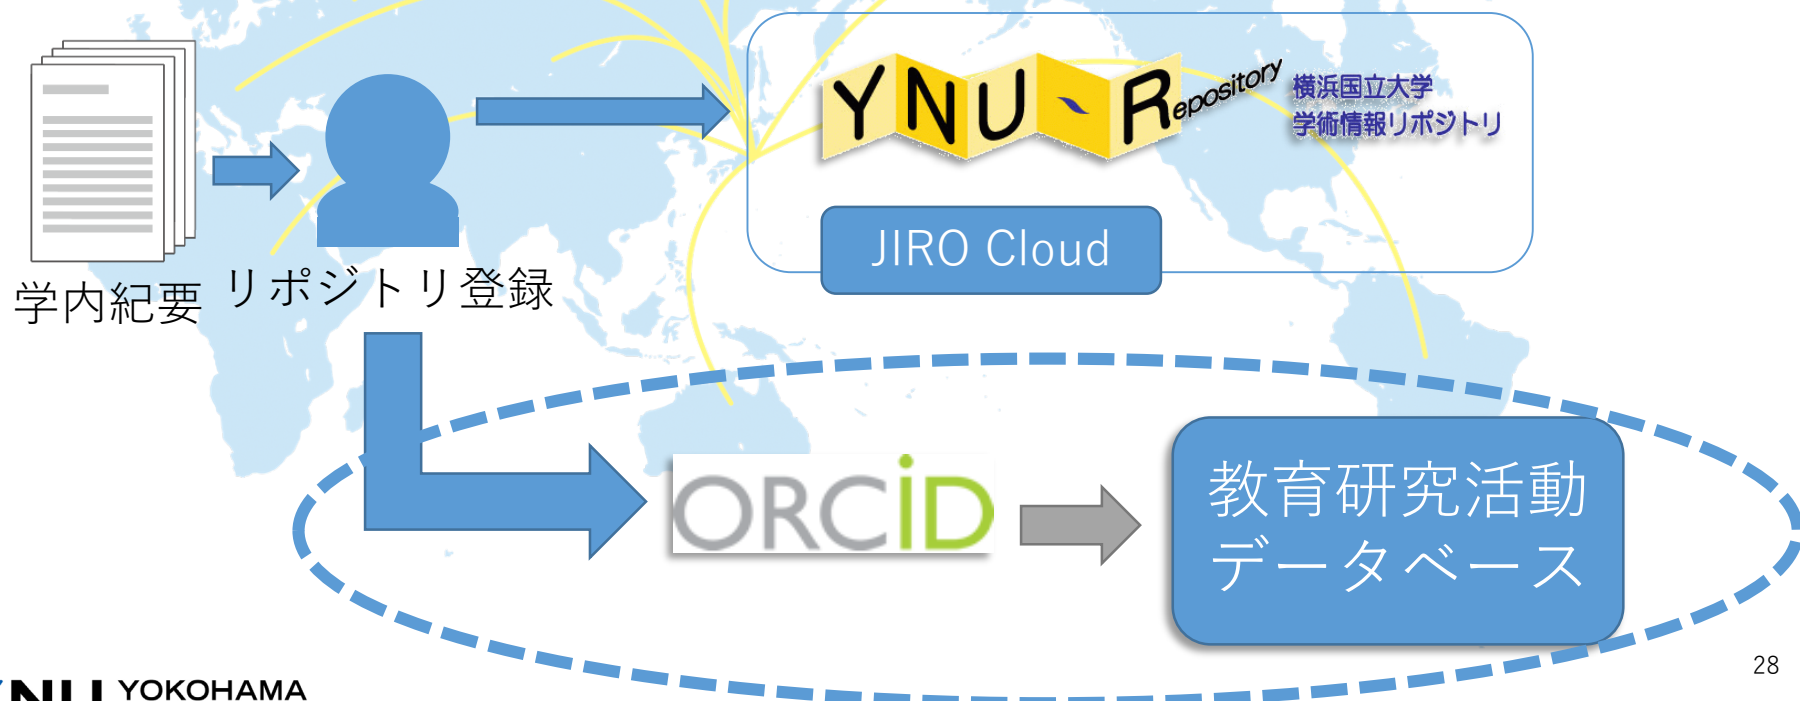 YNU-Repository
横浜国立大学
学術情報リポジトリ
JIRO Cloud
学内紀要
リポジトリ登録
ORCiD
教育研究活動
データベース
28
YNU YOKOHAMA